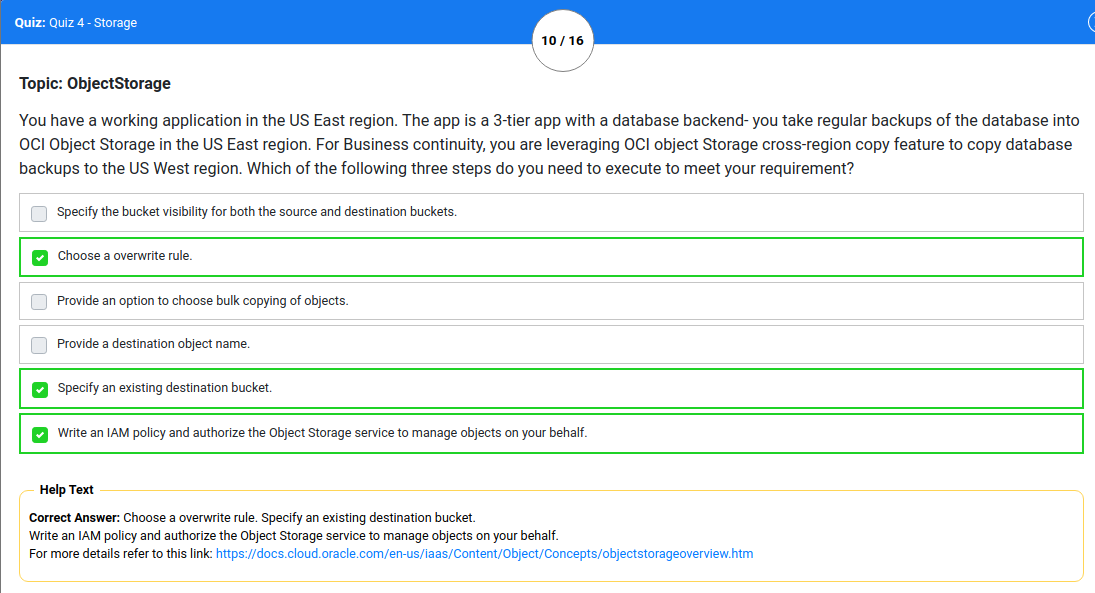 Quiz: Quiz 4 - Storage
10 / 16
Topic: ObjectStorage
You have a working application in the US East region. The app is a 3-tier app with a database backend- you take regular backups of the database into
OCI Object Storage in the US East region. For Business continuity, you are leveraging OCI object Storage cross-region copy feature to copy database
backups to the US West region. Which of the following three steps do you need to execute to meet your requirement?
Specify the bucket visibility for both the source and destination buckets.
Choose a overwrite rule.
Provide an option to choose bulk copying of objects.
Provide a destination object name.
Specify an existing destination bucket.
Write an IAM policy and authorize the Object Storage service to manage objects on your behalf.
Help Text
Correct Answer: Choose a overwrite rule. Specify an existing destination bucket.
Write an IAM policy and authorize the Object Storage service to manage objects on your behalf.
For more details refer to this link: https://docs.cloud.oracle.com/en-us/iaas/Content/Object/Concepts/objectstorageoverview.htm